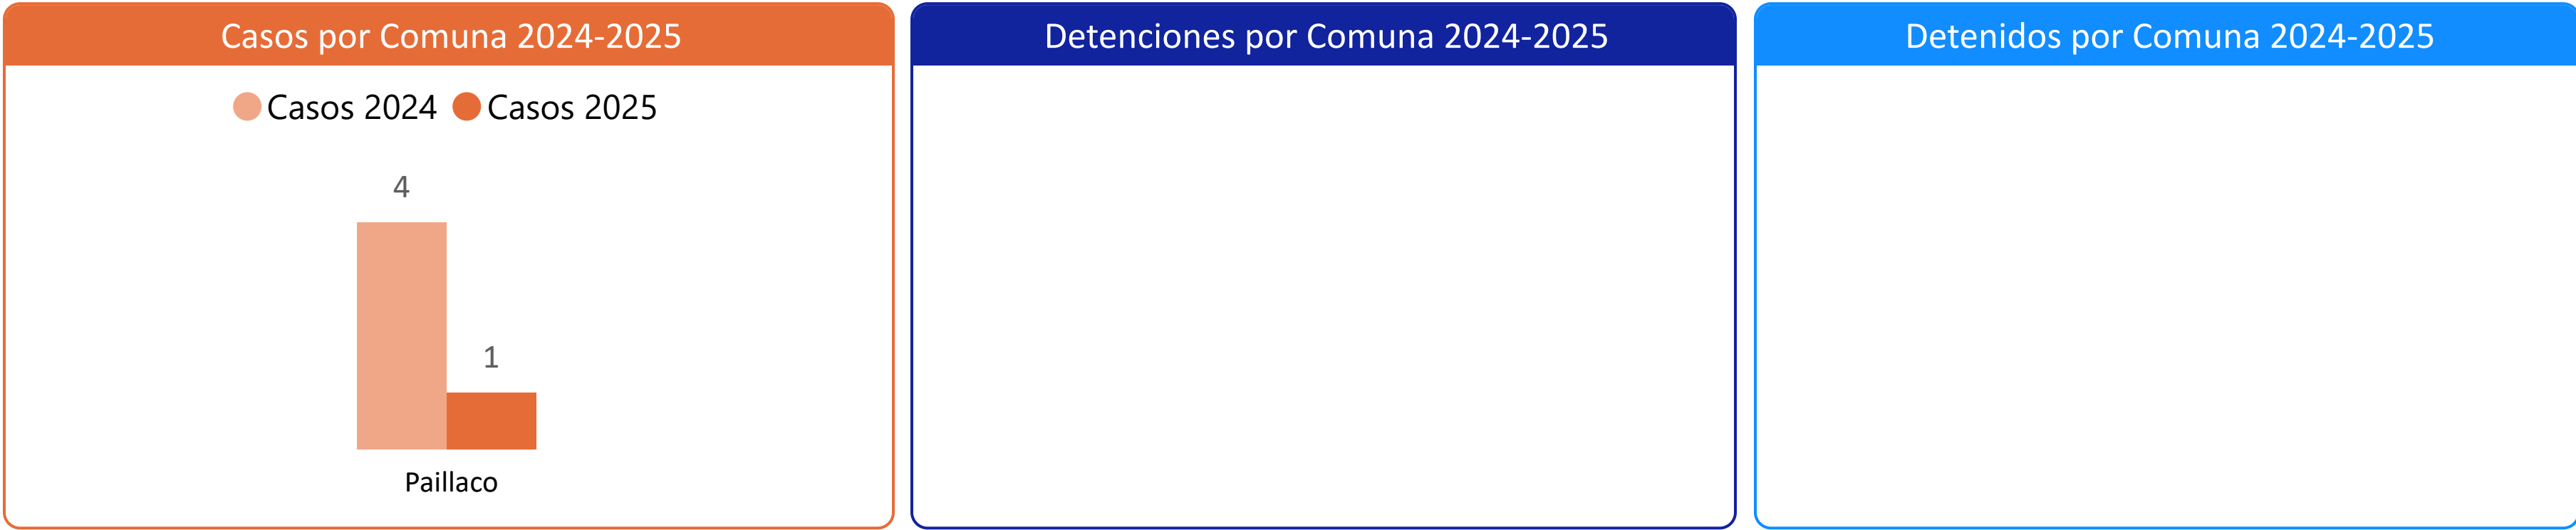 Casos por Comuna 2024-2025
Casos 2024 Casos 2025
4
1
Paillaco
Detenciones por Comuna 2024-2025
Detenidos por Comuna 2024-2025